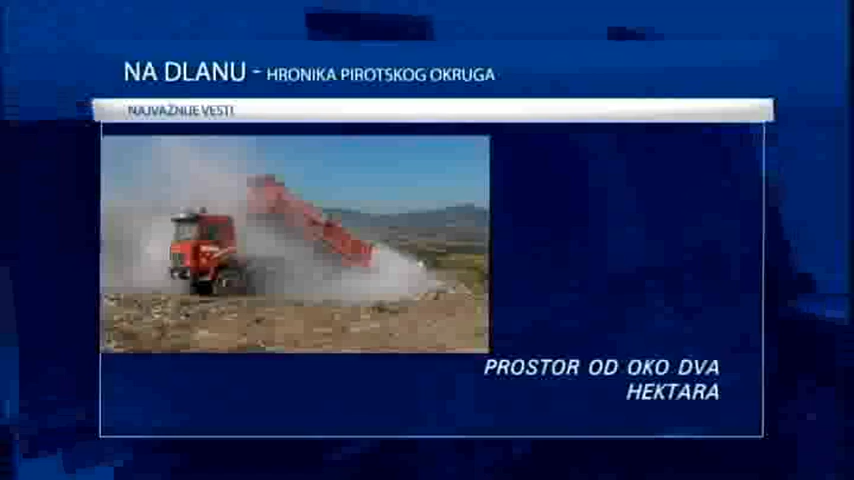 NA DLANU - HRONIKA PIROTSKOG OKRUGA
NAJVAŽNIJE VESTI
PROSTOR OD OKO DVA
HEKTARA